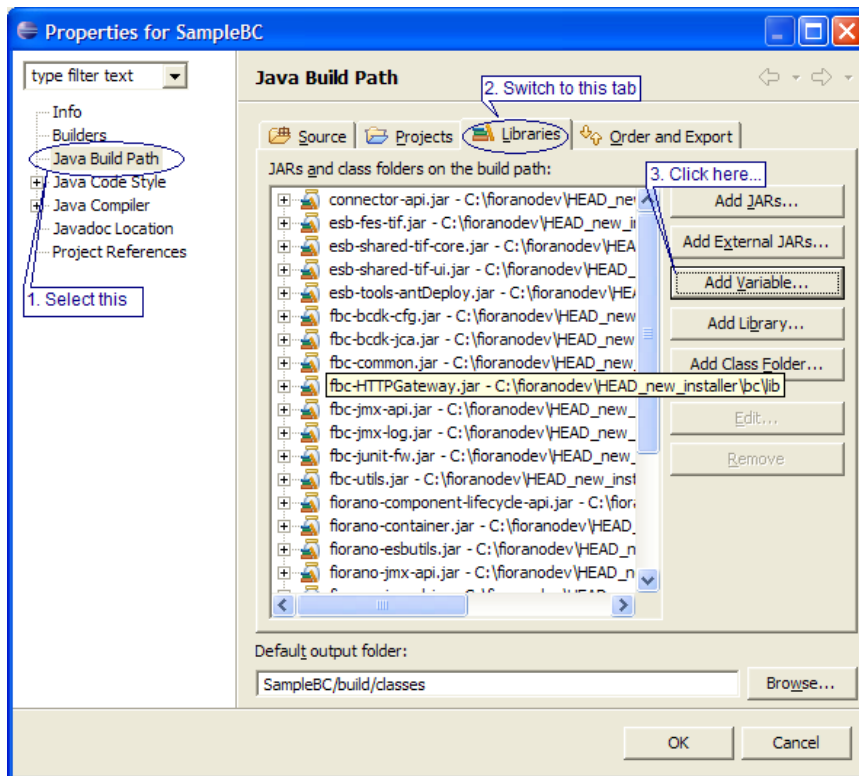 Properties for SampleBC
type filter text
Info
Builders
Java Build Path
Java Code Style
Java Compiler
Javadoc Location
Project References
1. Select this
Java Build Path
2. Switch to this tab
Source
Projects
Libraries
Order and Export
JARs and class folders on the build path:
3. Click here...
connector-api.jar - C:\fioranodev\HEAD_new
esb-fes-tif.jar - C:\fioranodev\HEAD_new_in
esb-shared-tif-core.jar - C:\fioranodev\HEA
esb-shared-tif-ui.jar - C:\fioranodev\HEAD_
esb-tools-antDeploy.jar - C:\fioranodev\HEA
fbc-bcdk-cfg.jar - C:\fioranodev\HEAD_new
fbc-bcdk-jca.jar - C:\fioranodev\HEAD_new_
fbc-common.jar - C:\fioranodev\HEAD_new_
fbc-HTTPGateway.jar - C:\fioranodev\HEAD_new_installer\bc\lib
fbc-jmx-api.jar - C:\fioranodev\HEAD_new_
fbc-jmx-log.jar - C:\fioranodev\HEAD_new_
fbc-junit-fw.jar - C:\fioranodev\HEAD_new_
fbc-utils.jar - C:\fioranodev\HEAD_new_inst
fiorano-component-lifecycle-api.jar - C:\fiora
fiorano-container.jar - C:\fioranodev\HEAD_
fiorano-esbutils.jar - C:\fioranodev\HEAD_n
fiorano-jmx-api.jar - C:\fioranodev\HEAD_n
Add JARs...
Add External JARs...
Add Variable...
Add Library...
Add Class Folder...
Edit...
Remove
Default output folder:
SampleBC/build/classes
Browse...
OK
Cancel